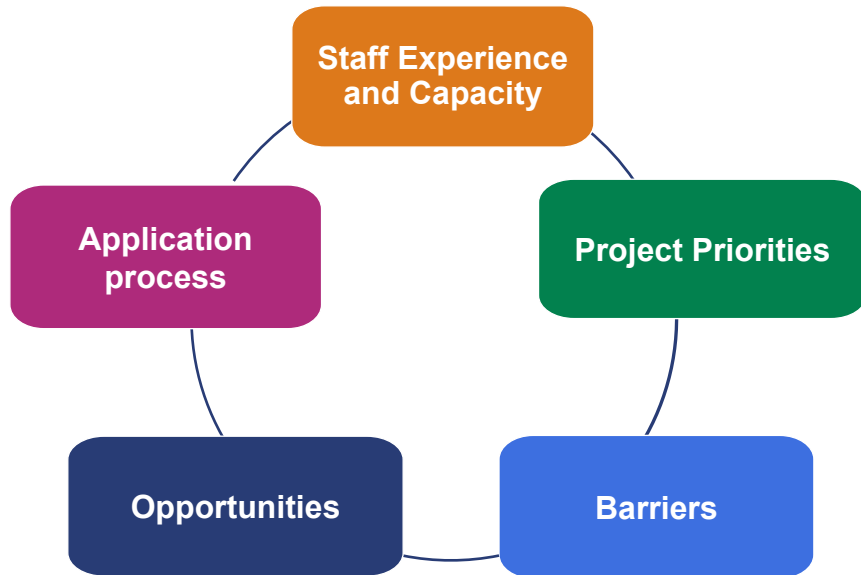 Staff Experience
and Capacity
Application
process
Project Priorities
Opportunities
Barriers